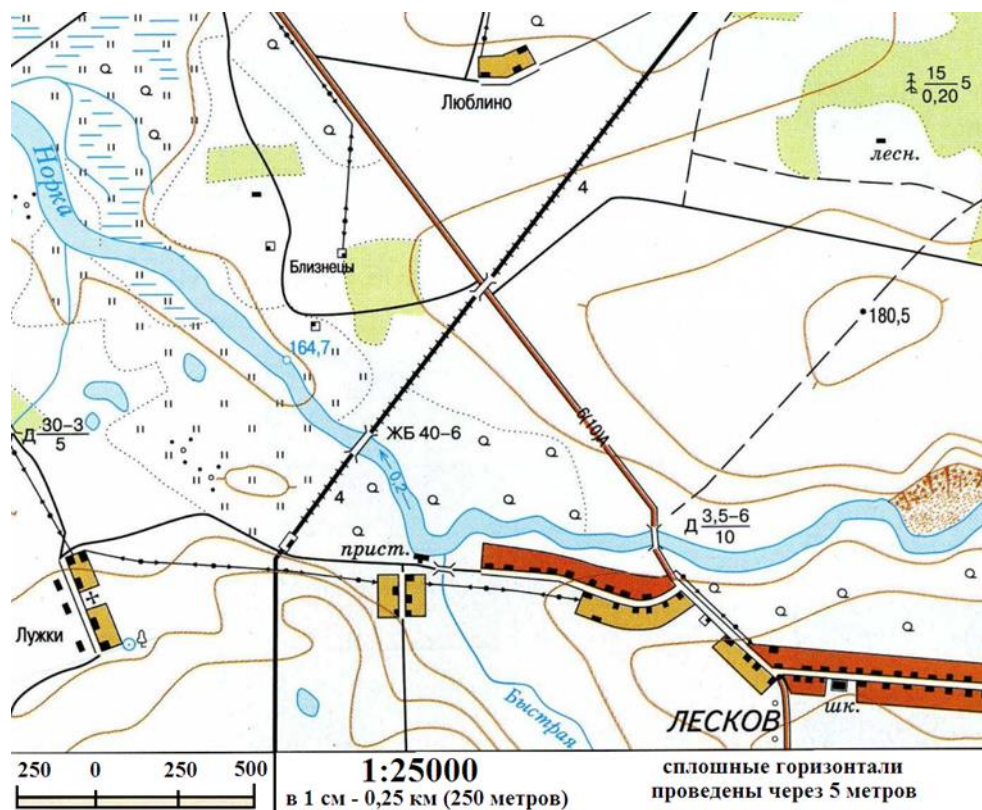 Люблино
15
0,20
5
лесн.
Норка
4
Близнецы
180,5
164,7
Д 30–3
5
ЖБ 40–6
6(10)А
0,2
4
Д 3,5–6
10
прист.
Лужки
Быстрая
ЛЕСКОВ
шк.
250 0 250 500
1:25000
в 1 см - 0,25 км (250 метров)
сплошные горизонтали
проведены через 5 метров